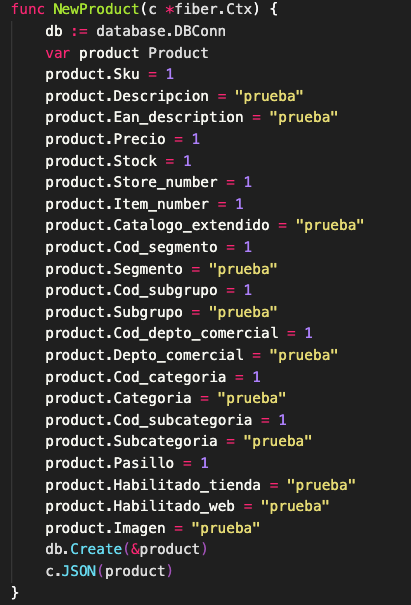 func NewProduct(c *fiber.Ctx) {
    db := database.DBConn
    var product Product
    product.Sku = 1
    product.Descripcion = "prueba"
    product.Ean_description = "prueba"
    product.Precio = 1
    product.Stock = 1
    product.Store_number = 1
    product.Item_number = 1
    product.Catalogo_extendido = "prueba"
    product.Cod_segmento = 1
    product.Segmento = "prueba"
    product.Cod_subgrupo = 1
    product.Subgrupo = "prueba"
    product.Cod_depto_comercial = 1
    product.Depto_comercial = "prueba"
    product.Cod_categoria = 1
    product.Categoria = "prueba"
    product.Cod_subcategoria = 1
    product.Subcategoria = "prueba"
    product.Pasillo = 1
    product.Habilitado_tienda = "prueba"
    product.Habilitado_web = "prueba"
    product.Imagen = "prueba"
    db.Create(&product)
    c.JSON(product)
}